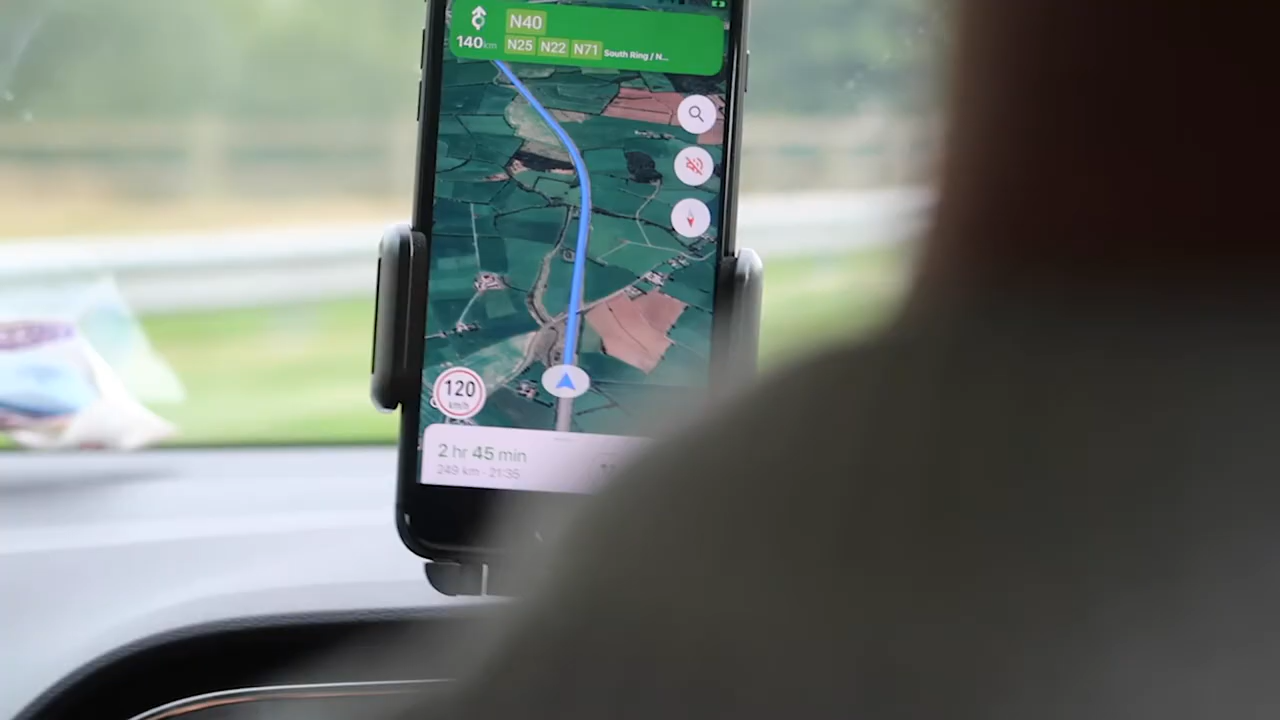 N40
140 km
N25 N22 N71 South Ring / N...
120
km/h
2 hr 45 min
249 km · 21:35